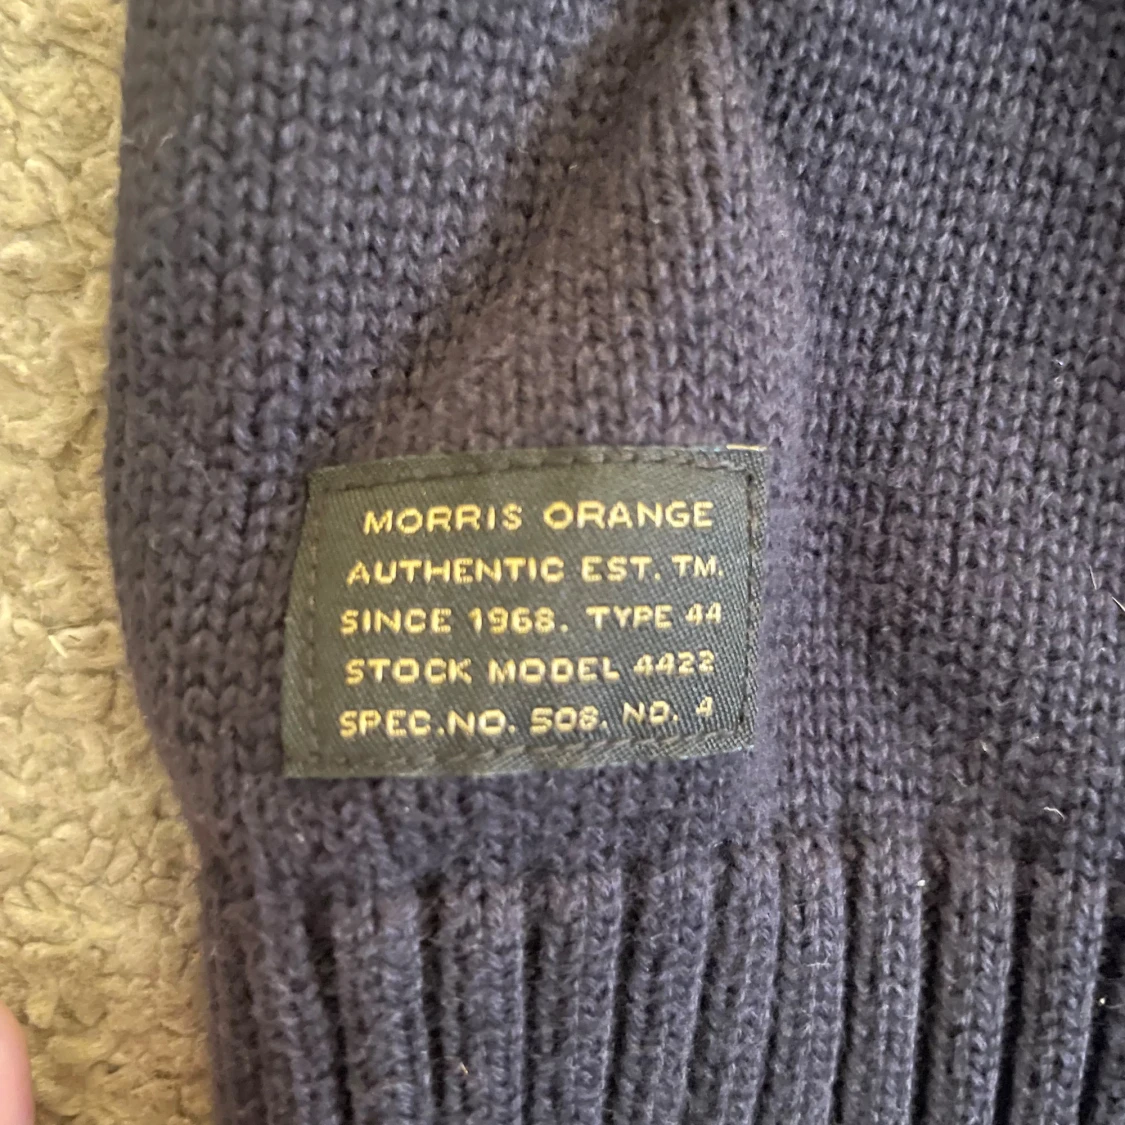 MORRIS ORANGE
AUTHENTIC EST. TM.
SINCE 1968. TYPE 44
STOCK MODEL 4422
SPEC.NO. 508. NO. 4